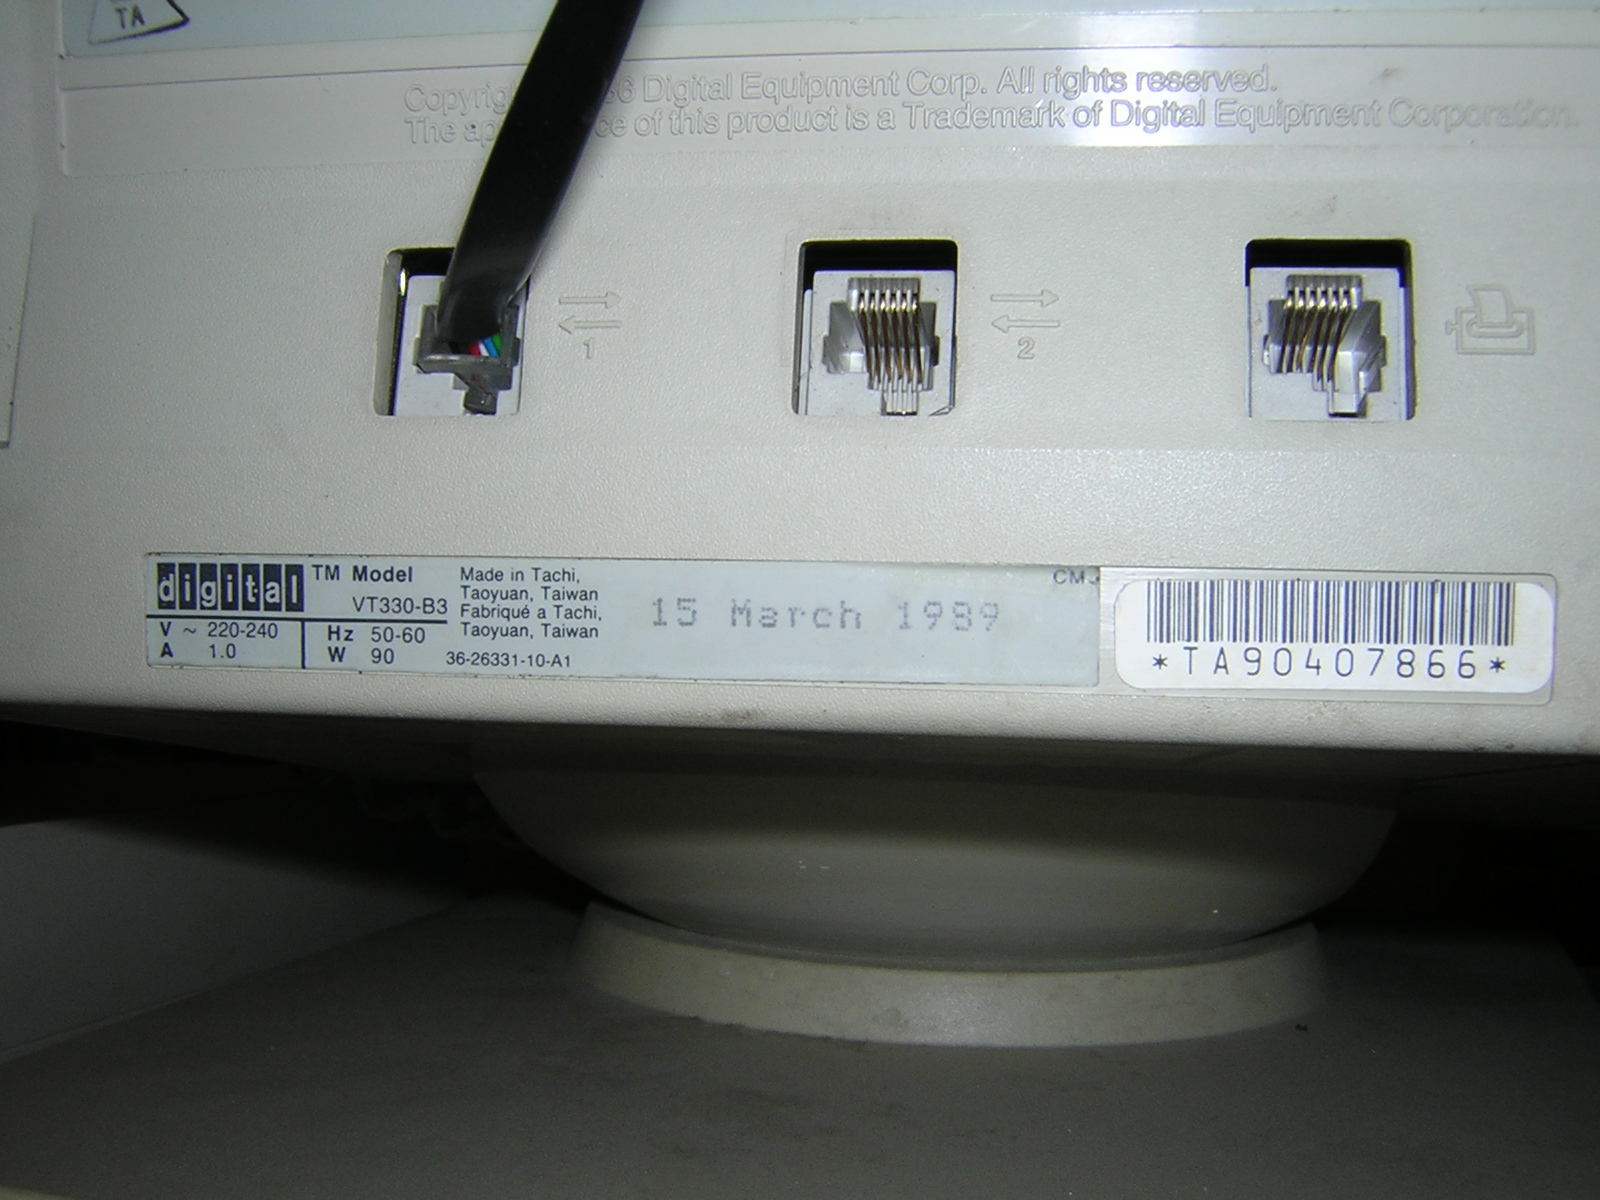 TA
Copyrig 86 Digital Equipment Corp. All rights reserved.
The ap ce of this product is a Trademark of Digital Equipment Corporation.
1
2
digital TM Model
VT330-B3
V ~ 220-240
A 1.0
Hz 50-60
W 90
Made in Tachi,
Taoyuan, Taiwan
Fabriqué a Tachi,
Taoyuan, Taiwan
36-26331-10-A1
15 March 1989
CMJ
*TA90407866*